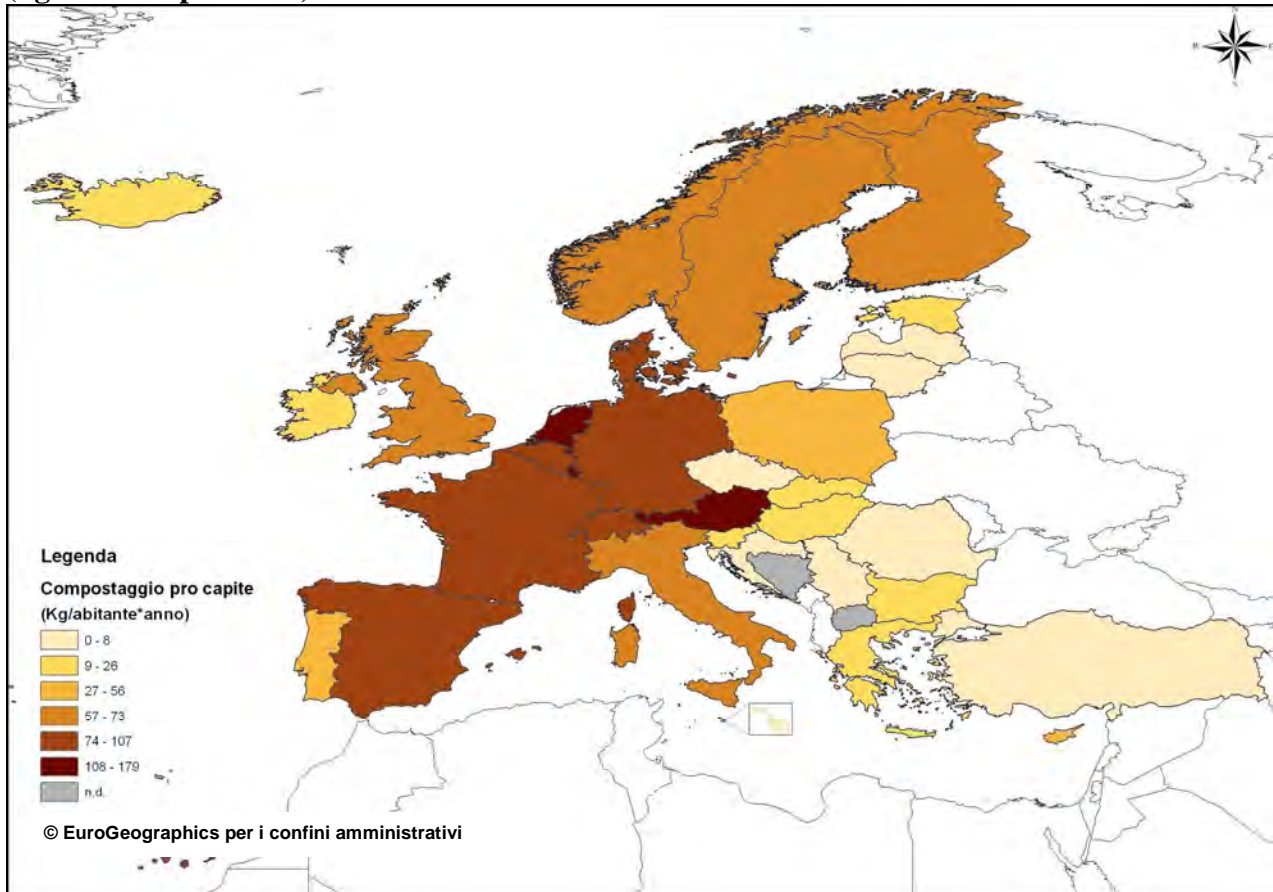 Legenda
Compostaggio pro capite
(Kg/abitante*anno)
0 - 8
9 - 26
27 - 56
57 - 73
74 - 107
108 - 179
n.d.
© EuroGeographics per i confini amministrativi